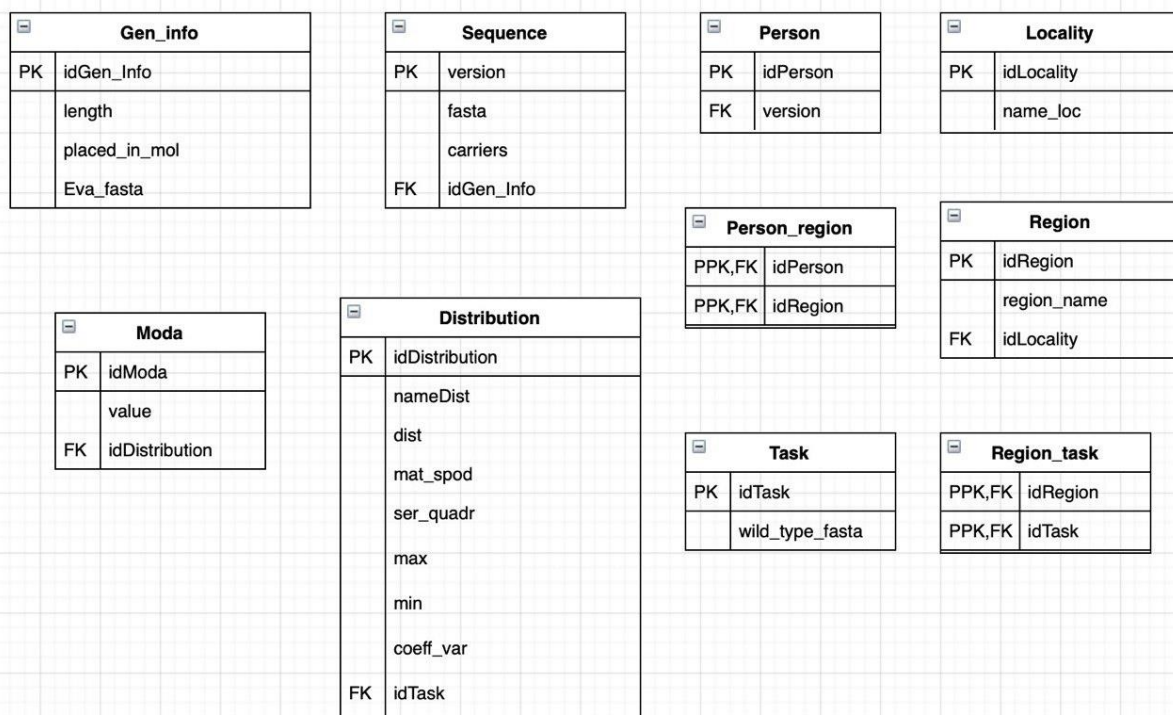 Gen_info
PK idGen_Info
length
placed_in_mol
Eva_fasta
Sequence
PK version
fasta
carriers
FK idGen_Info
Person
PK idPerson
FK version
Locality
PK idLocality
name_loc
Person_region
PPK,FK idPerson
PPK,FK idRegion
Region
PK idRegion
region_name
FK idLocality
Moda
PK idModa
value
FK idDistribution
Distribution
PK idDistribution
nameDist
dist
mat_spod
ser_quadr
max
min
coeff_var
FK idTask
Task
PK idTask
wild_type_fasta
Region_task
PPK,FK idRegion
PPK,FK idTask